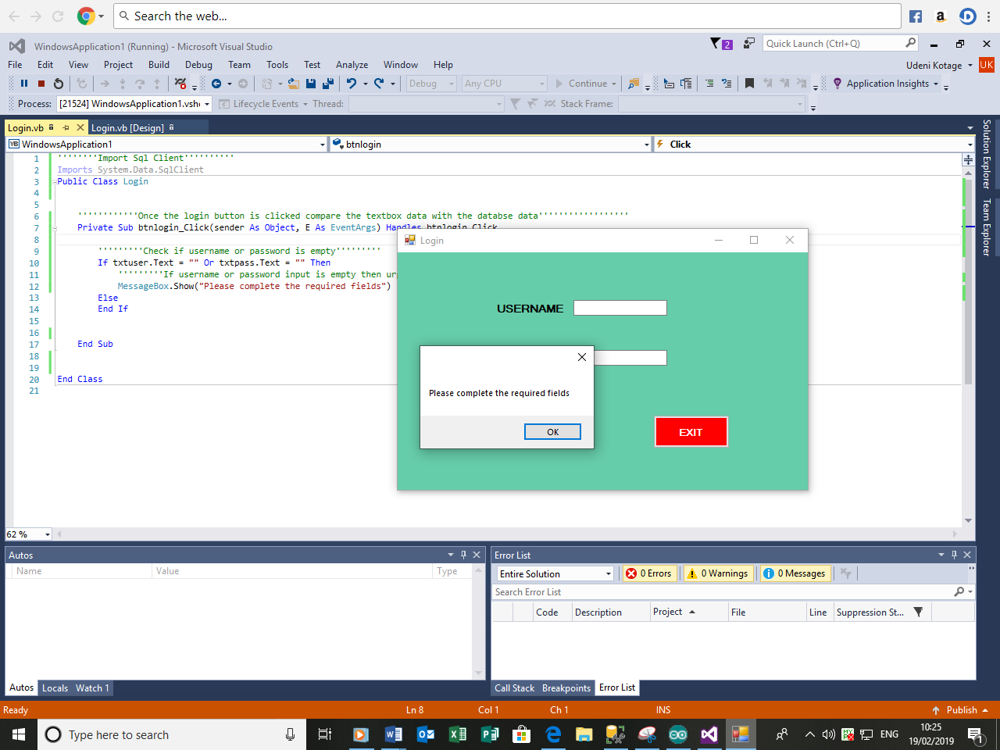 Search the web...
WindowsApplication1 (Running) - Microsoft Visual Studio
2
Quick Launch (Ctrl+Q)
File Edit View Project Build Debug Team Tools Test Analyze Window Help
Udeni Kotage UK
Debug Any CPU Continue Application Insights
Process: [21524] WindowsApplication1.vsh Lifecycle Events Thread: Stack Frame:
Login.vb Login.vb [Design]
VB WindowsApplication1 btnlogin Click
1 ''''''''Import Sql Client''''''''''
2 Imports System.Data.SqlClient
3 Public Class Login
4
5
6 ''''''''''''Once the login button is clicked compare the textbox data with the databse data''''''''''''''''''
7 Private Sub btnlogin_Click(sender As Object, E As EventArgs) Handles btnlogin.Click
8
9 '''''''''Check if username or password is empty'''''''''
10 If txtuser.Text = "" Or txtpass.Text = "" Then
11 '''''''''If username or password input is empty then
12 MessageBox.Show("Please complete the required fields")
13 Else
14 End If
15
16
17 End Sub
18
19
20 End Class
21
Solution Explorer
Team Explorer
Login
USERNAME
Please complete the required fields
OK
EXIT
62 %
Autos
Name Value Type
Autos Locals Watch 1
Error List
Entire Solution 0 Errors 0 Warnings 0 Messages
Search Error List
Code Description Project File Line Suppression St...
Call Stack Breakpoints Error List
Ready Ln 8 Col 1 Ch 1 INS Publish
Type here to search
ENG
10:25
19/02/2019
1